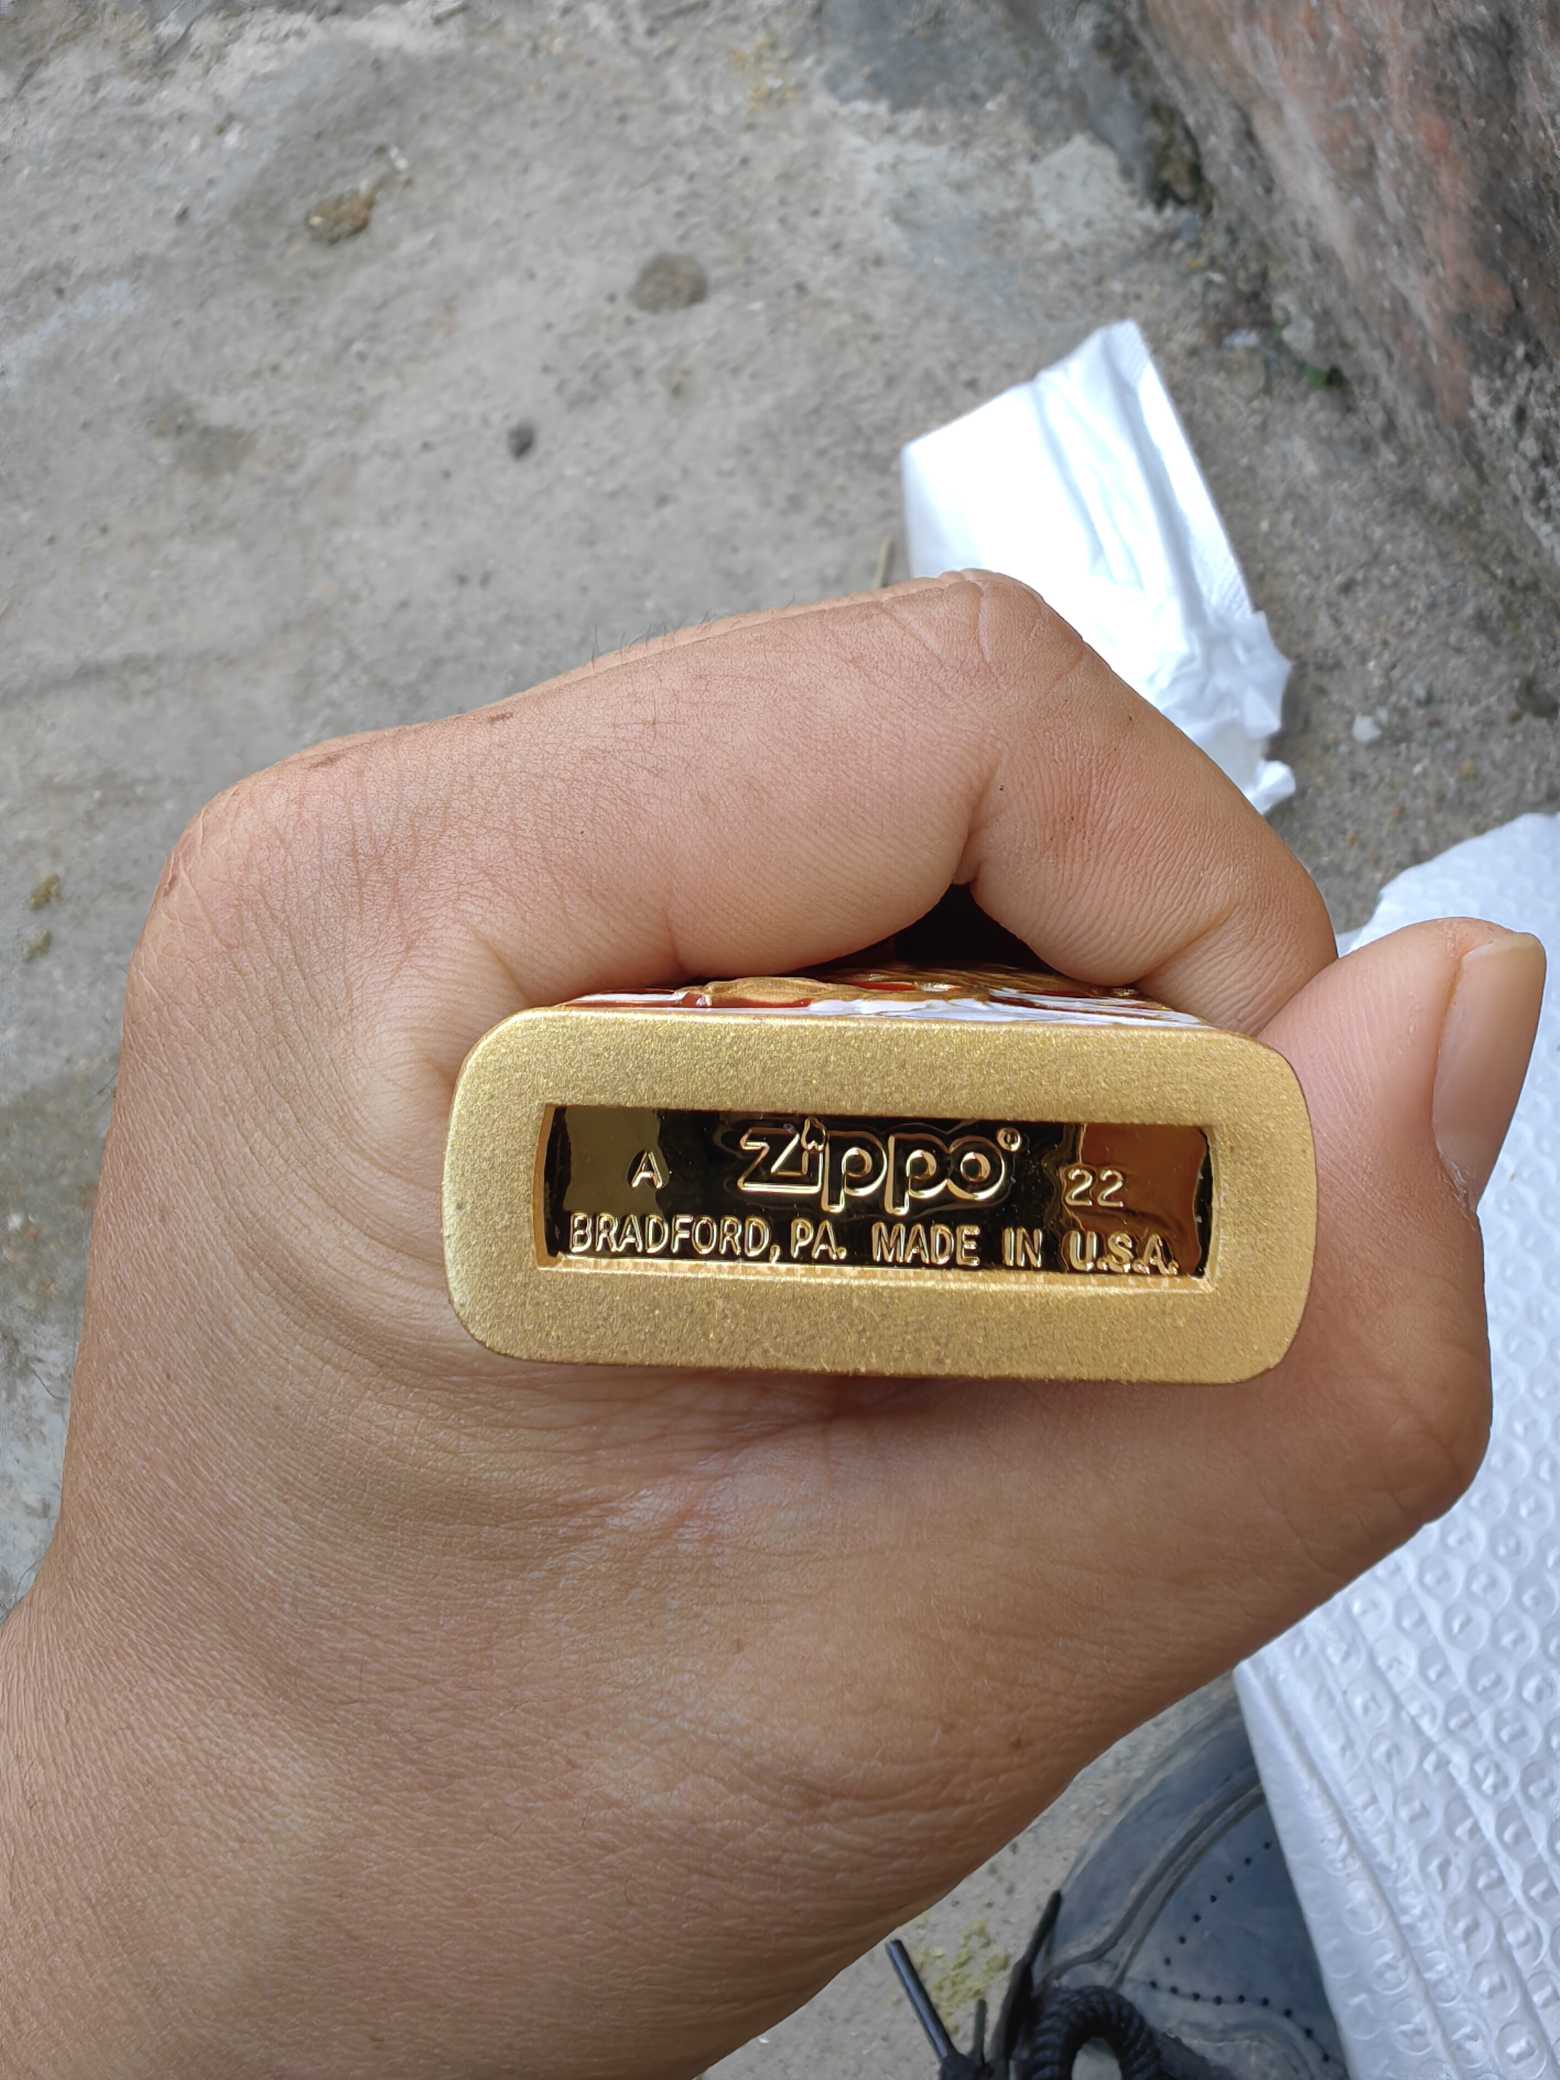 A Zippo® 22
BRADFORD, PA. MADE IN U.S.A.